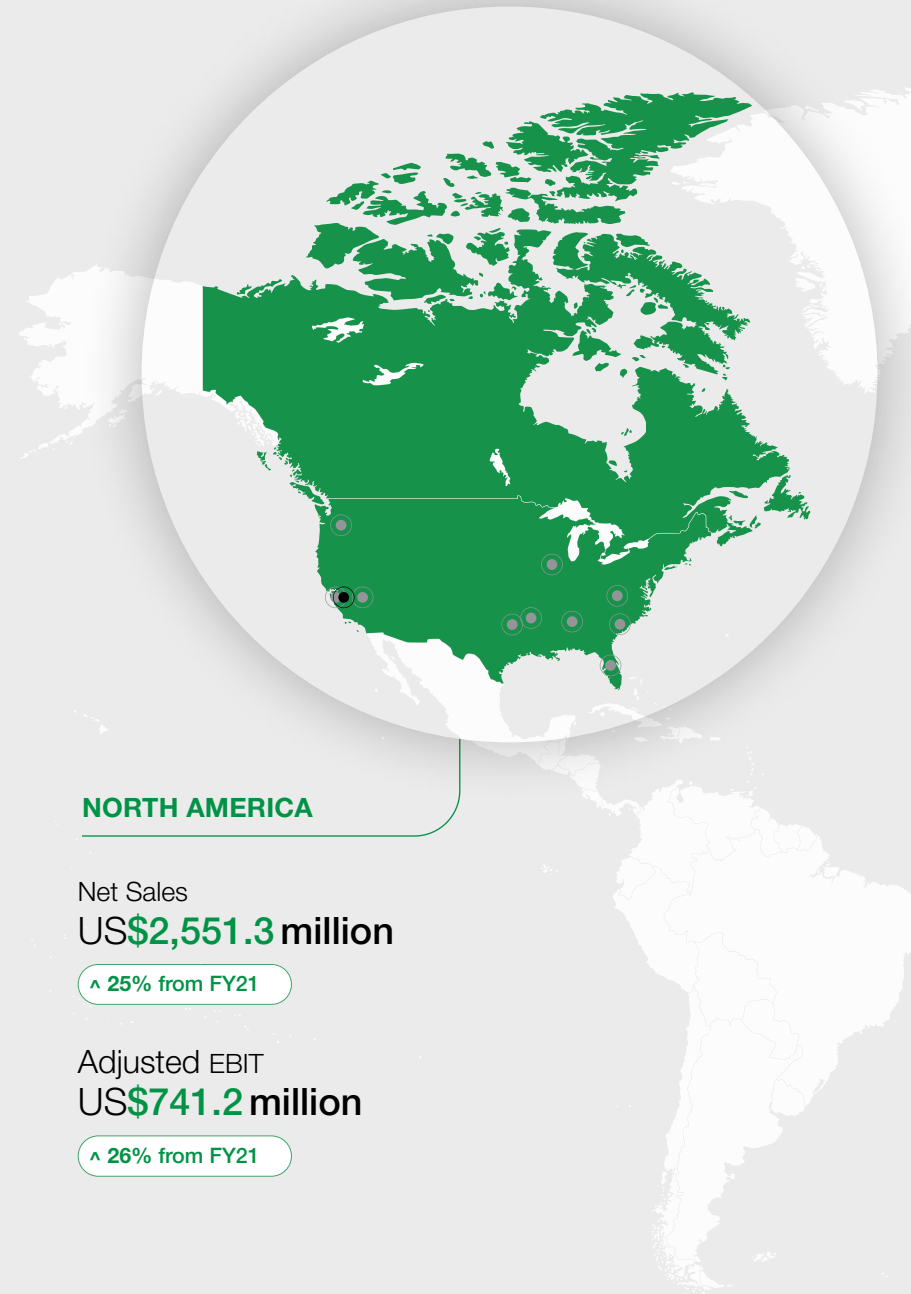 NORTH AMERICA
Net Sales
US$2,551.3 million
^ 25% from FY21
Adjusted EBIT
US$741.2 million
^ 26% from FY21